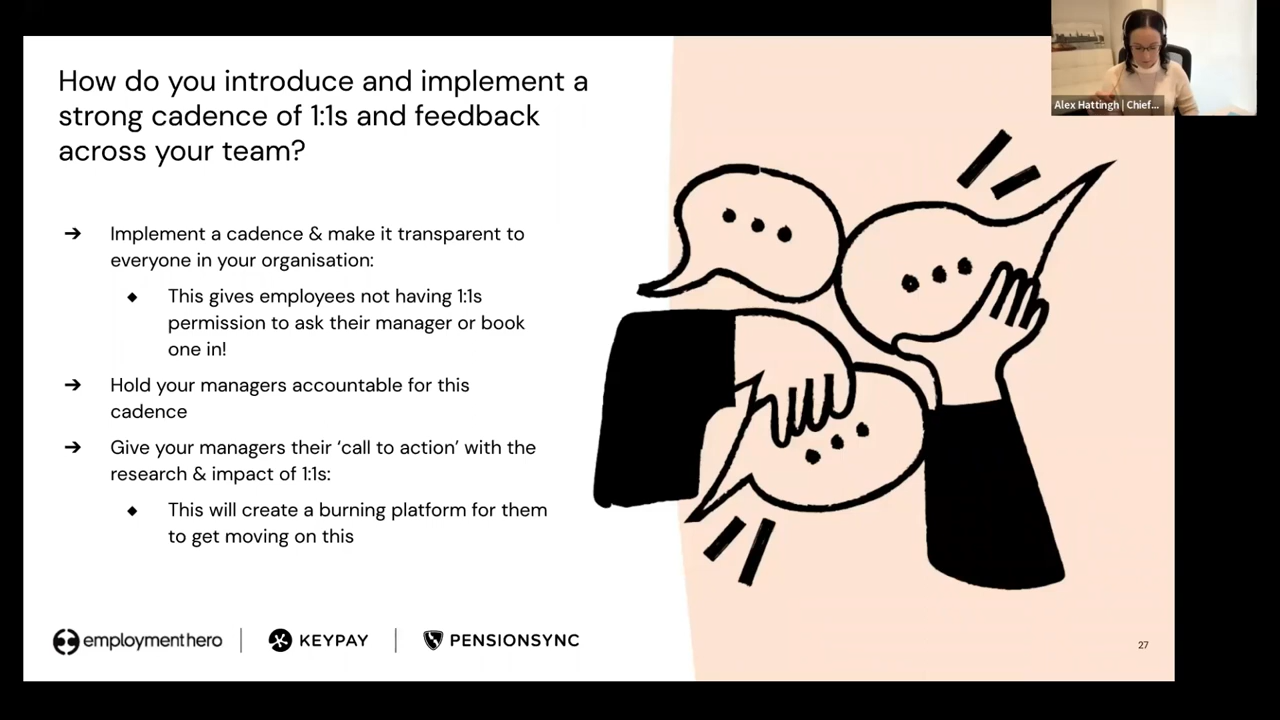 How do you introduce and implement a
strong cadence of 1:1s and feedback
across your team?
➔ Implement a cadence & make it transparent to
everyone in your organisation:
◆ This gives employees not having 1:1s
permission to ask their manager or book
one in!
➔ Hold your managers accountable for this
cadence
➔ Give your managers their ‘call to action’ with the
research & impact of 1:1s:
◆ This will create a burning platform for them
to get moving on this
employmenthero | KEYPAY | PENSIONSYNC
27
Alex Hattingh | Chief...